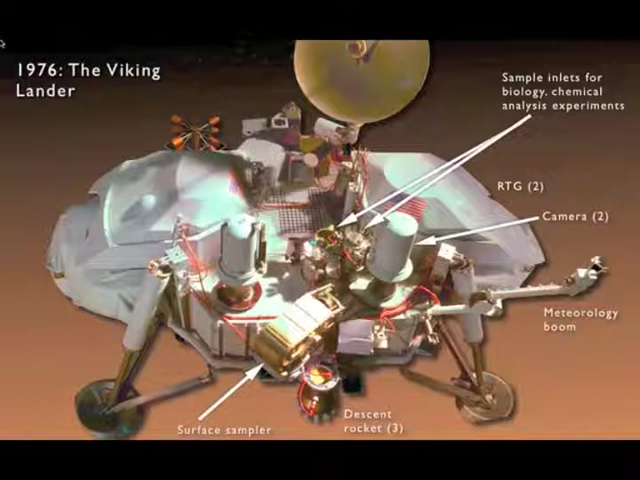 1976: The Viking
Lander
Sample inlets for
biology, chemical
analysis experiments
RTG (2)
Camera (2)
Meteorology
boom
Descent
rocket (3)
Surface sampler